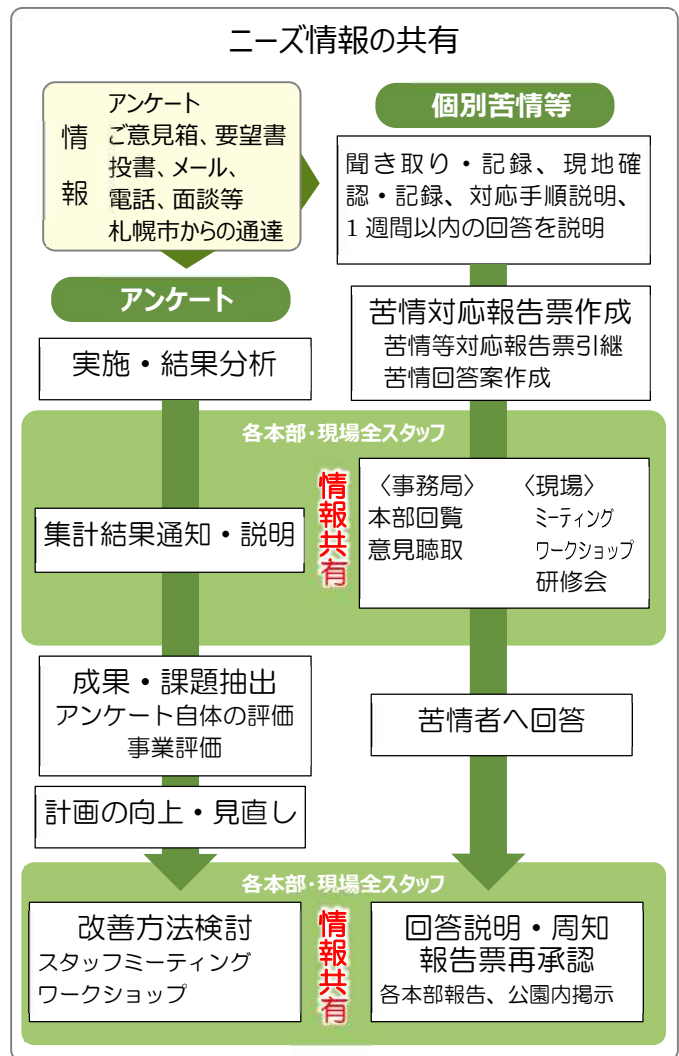 ニーズ情報の共有
情報
アンケート
ご意見箱、要望書
投書、メール、
電話、面談等
札幌市からの通達
個別苦情等
聞き取り・記録、現地確
認・記録、対応手順説明、
1週間以内の回答を説明
アンケート
実施・結果分析
苦情対応報告票作成
苦情等対応報告票引継
苦情回答案作成
各本部・現場全スタッフ
集計結果通知・説明
情報共有
〈事務局〉
本部回覧
意見聴取
〈現場〉
ミーティング
ワークショップ
研修会
成果・課題抽出
アンケート自体の評価
事業評価
計画の向上・見直し
苦情者へ回答
各本部・現場全スタッフ
改善方法検討
スタッフミーティング
ワークショップ
情報共有
回答説明・周知
報告票再承認
各本部報告、公園内掲示